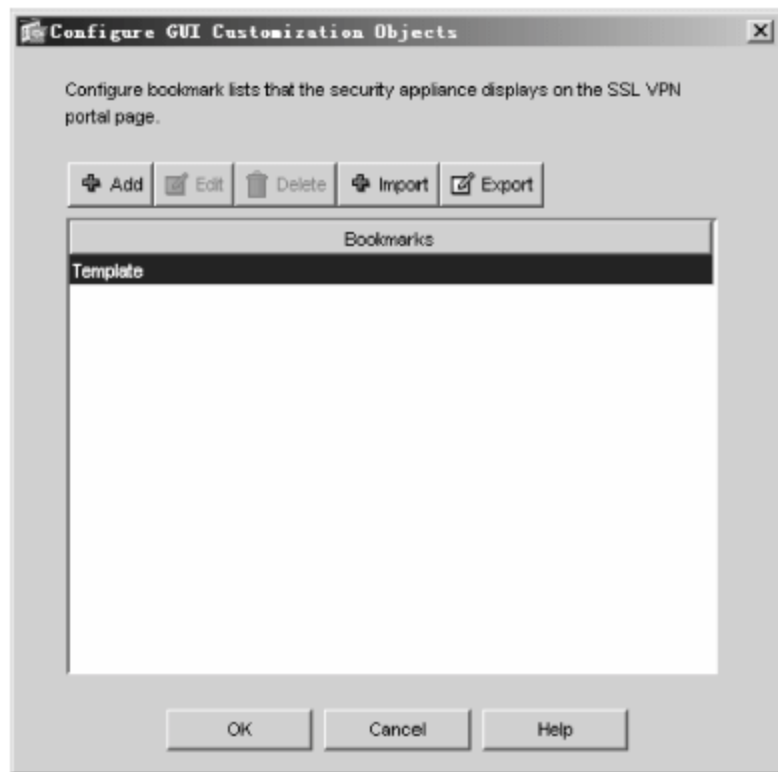 Configure GUI Customization Objects
Configure bookmark lists that the security appliance displays on the SSL VPN
portal page.
Add Edit Delete Import Export
Bookmarks
Template
OK Cancel Help